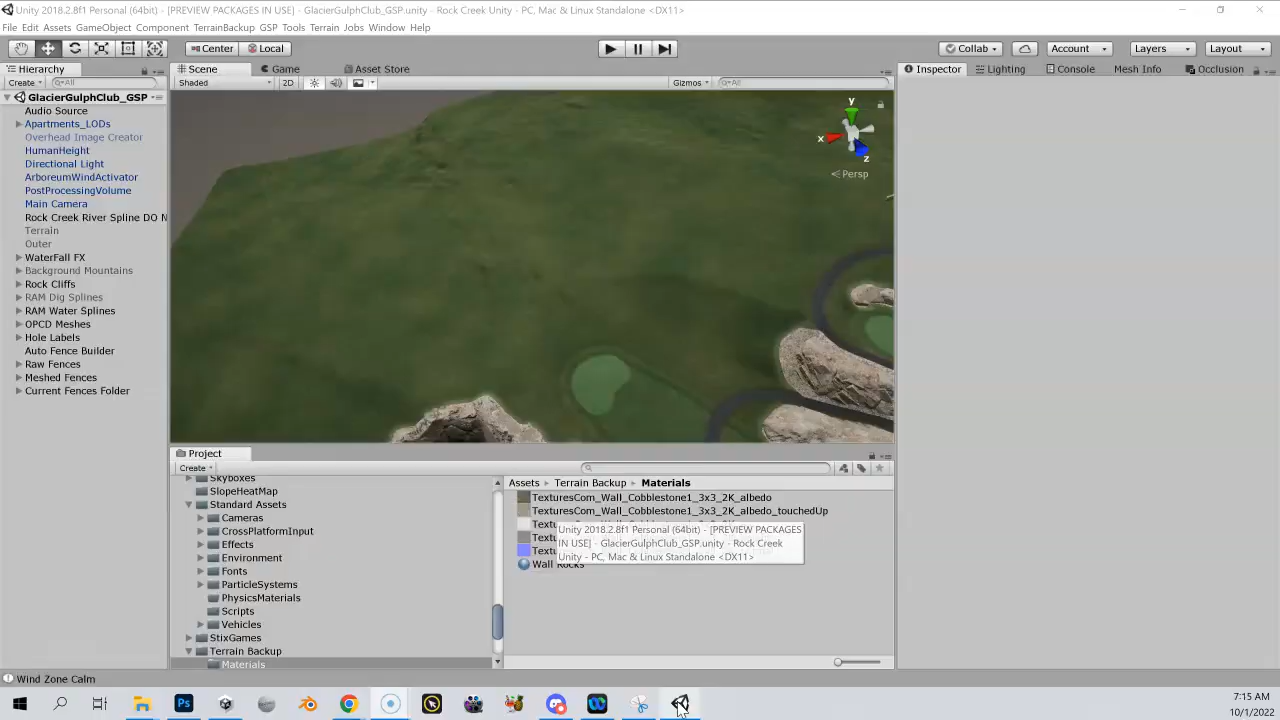 Unity 2018.2.8f1 Personal (64bit) - [PREVIEW PACKAGES IN USE] - GlacierGulphClub_GSP.unity - Rock Creek Unity - PC, Mac & Linux Standalone <DX11>
File Edit Assets GameObject Component TerrainBackup GSP Tools Terrain Jobs Window Help
Center Local Collab Account Layers Layout
Hierarchy Scene Game Asset Store Inspector Lighting Console Mesh Info Occlusion
Create All Shaded 2D Gizmos All
GlacierGulphClub_GSP
Audio Source
Apartments_LODs
Overhead Image Creator
HumanHeight
Directional Light
ArboreumWindActivator
PostProcessingVolume
Main Camera
Rock Creek River Spline DO N
Terrain
Outer
WaterFall FX
Background Mountains
Rock Cliffs
RAM Dig Splines
RAM Water Splines
OPCD Meshes
Hole Labels
Auto Fence Builder
Raw Fences
Meshed Fences
Current Fences Folder
y
x
z
Persp
Project
Create
Skyboxes
SlopeHeatMap
Standard Assets
Cameras
CrossPlatformInput
Effects
Environment
Fonts
ParticleSystems
PhysicsMaterials
Scripts
Vehicles
StixGames
Terrain Backup
Materials
Assets Terrain Backup Materials
TexturesCom_Wall_Cobblestone1_3x3_2K_albedo
TexturesCom_Wall_Cobblestone1_3x3_2K_albedo_touchedUp
Unity 2018.2.8f1 Personal (64bit) - [PREVIEW PACKAGES
IN USE] - GlacierGulphClub_GSP.unity - Rock Creek
Unity - PC, Mac & Linux Standalone <DX11>
Wall Rocks
Wind Zone Calm
Ps
7:15 AM
10/1/2022